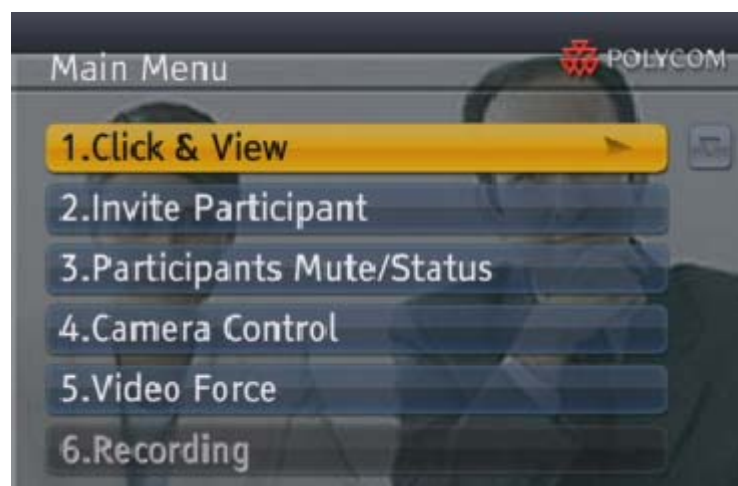 Main Menu
POLYCOM
1.Click & View
2.Invite Participant
3.Participants Mute/Status
4.Camera Control
5.Video Force
6.Recording